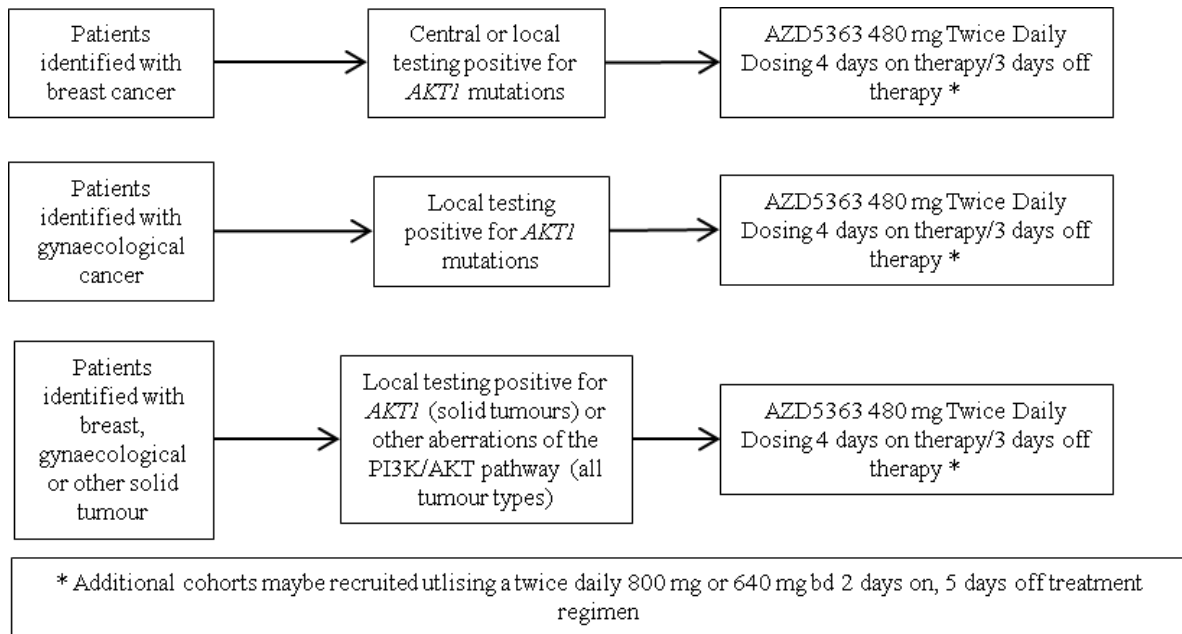 Patients
identified with
breast cancer
Central or local
testing positive for
AKT1 mutations
AZD5363 480 mg Twice Daily
Dosing 4 days on therapy/3 days off
therapy *
Patients
identified with
gynaecological
cancer
Local testing
positive for AKT1
mutations
AZD5363 480 mg Twice Daily
Dosing 4 days on therapy/3 days off
therapy *
Patients
identified with
breast,
gynaecological
or other solid
tumour
Local testing positive for
AKT1 (solid tumours) or
other aberrations of the
PI3K/AKT pathway (all
tumour types)
AZD5363 480 mg Twice Daily
Dosing 4 days on therapy/3 days off
therapy *
* Additional cohorts maybe recruited utlising a twice daily 800 mg or 640 mg bd 2 days on, 5 days off treatment
regimen